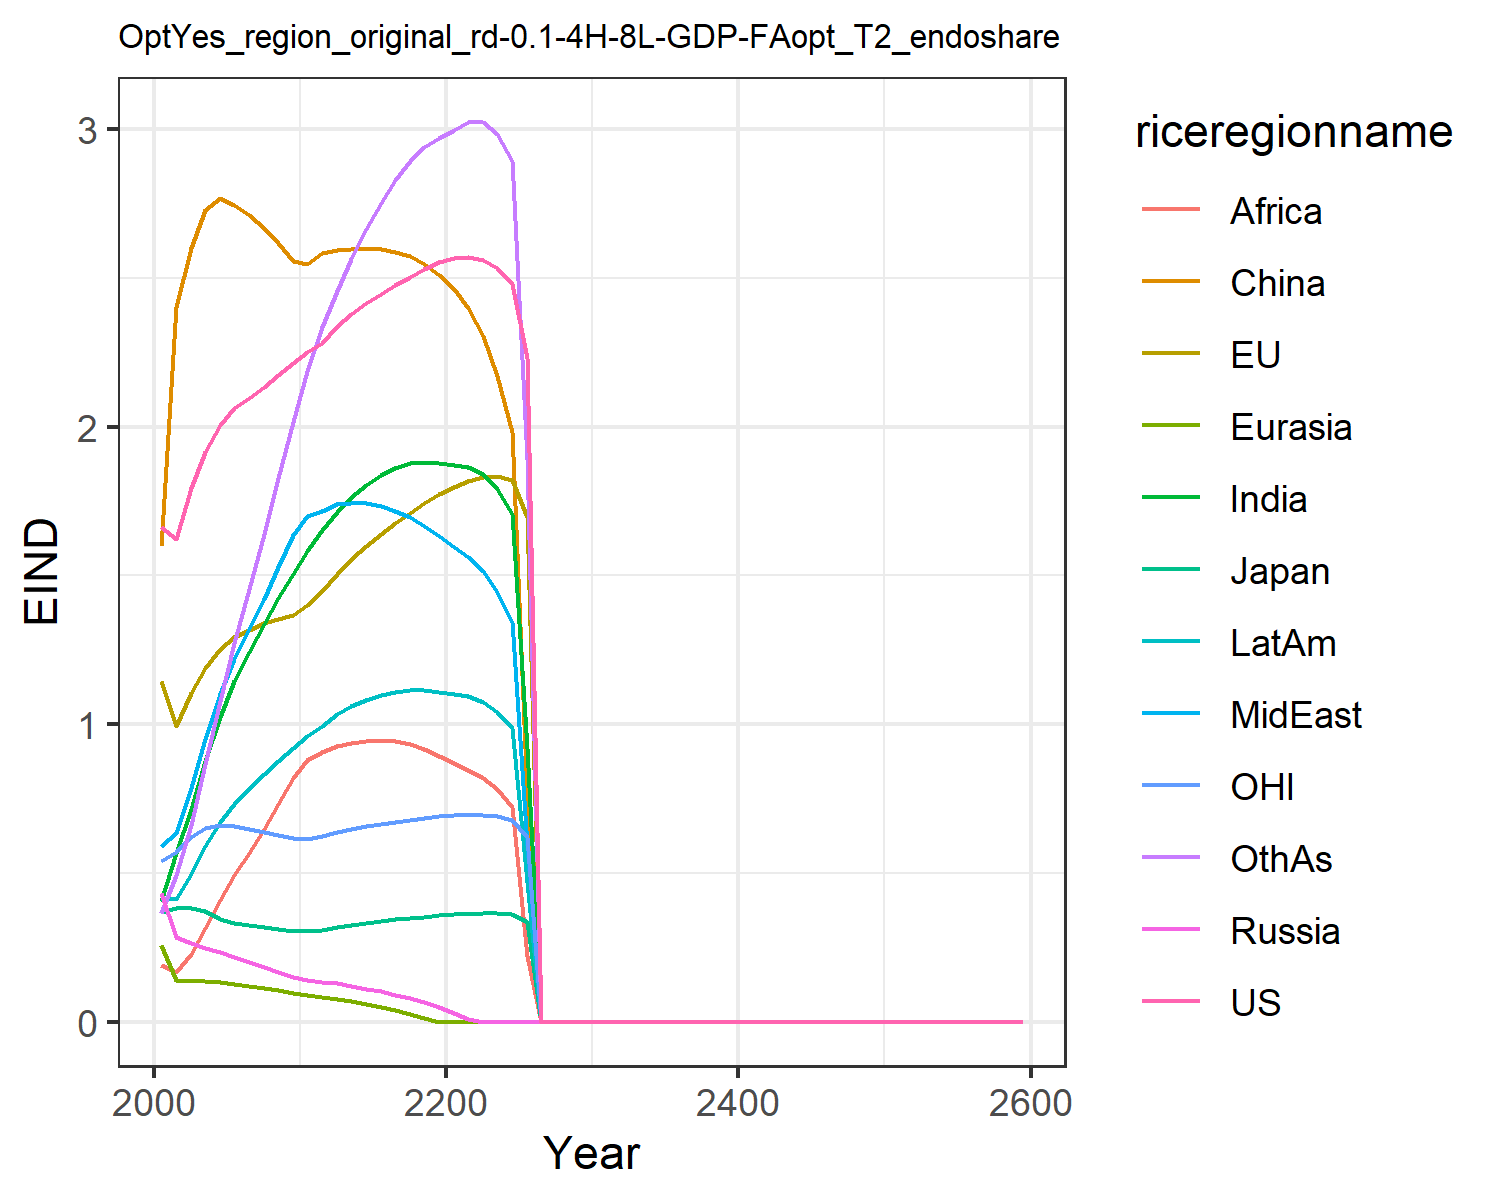 OptYes_region_original_rd-0.1-4H-8L-GDP-FAopt_T2_endoshare
3
2
1
0
EIND
2000
2200
2400
2600
Year
riceregionname
Africa
China
EU
Eurasia
India
Japan
LatAm
MidEast
OHI
OthAs
Russia
US